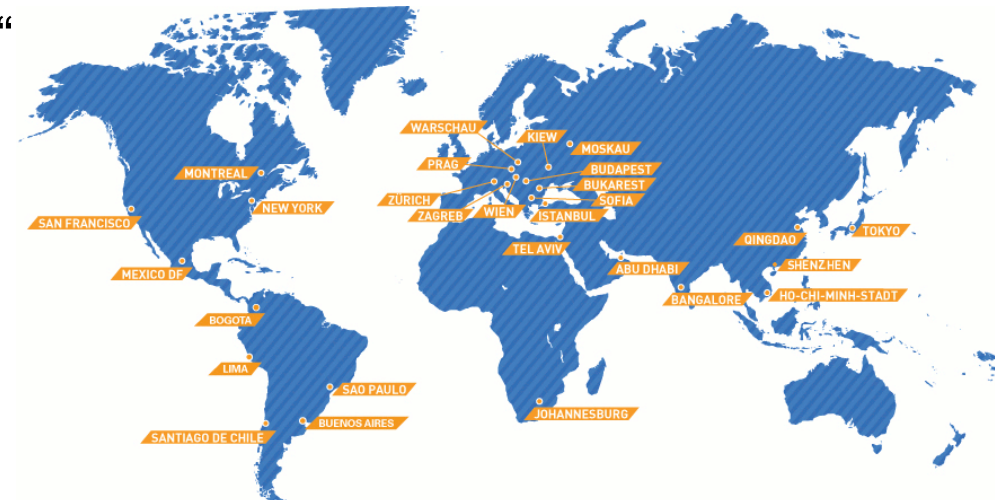 “
WARSCHAU
KIEW
MOSKAU
PRAG
BUDAPEST
MONTREAL
BUKAREST
ZÜRICH
SOFIA
NEW YORK
ZAGREB
WIEN
ISTANBUL
SAN FRANCISCO
TOKYO
QINGDAO
TEL AVIV
SHENZHEN
ABU DHABI
MEXICO DF
HO-CHI-MINH-STADT
BANGALORE
BOGOTA
LIMA
SAO PAULO
JOHANNESBURG
BUENOS AIRES
SANTIAGO DE CHILE